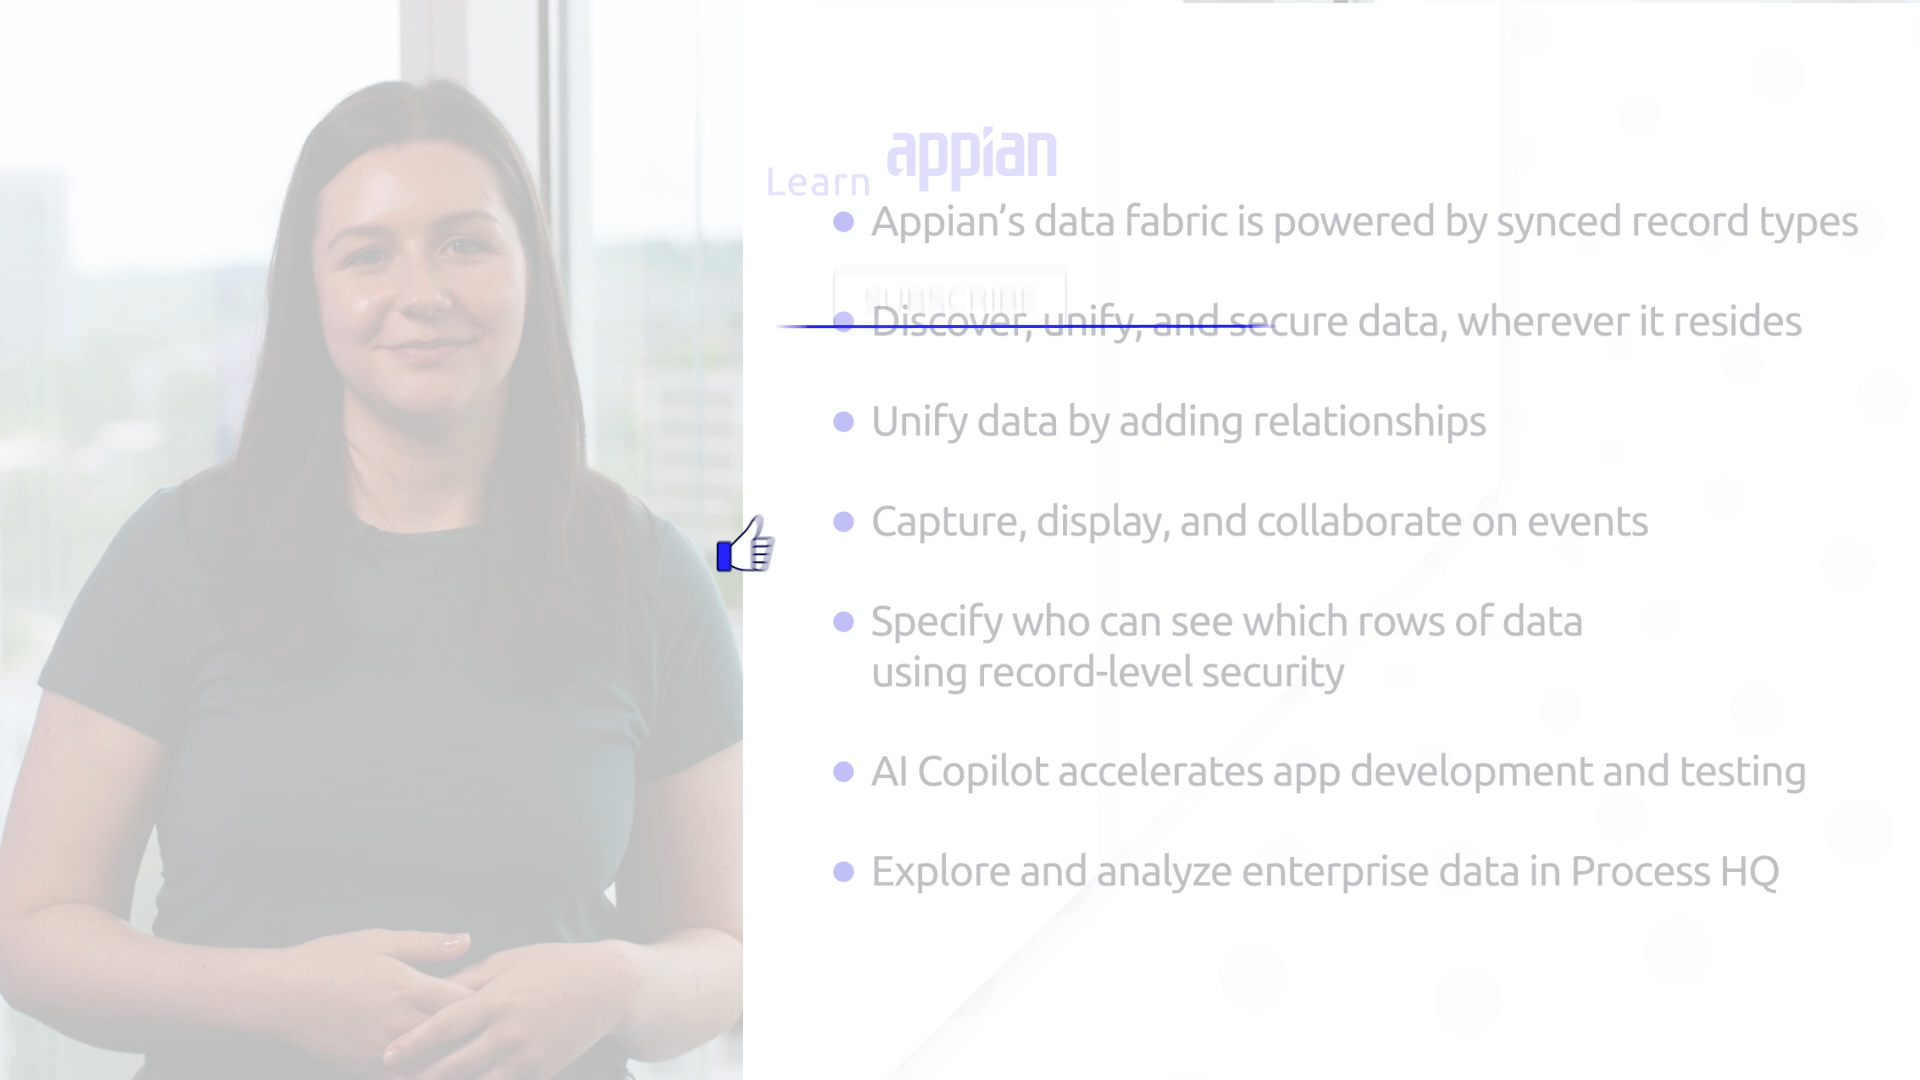 Learn appian
Appian’s data fabric is powered by synced record types
SUBSCRIBE
Discover, unify, and secure data, wherever it resides
Unify data by adding relationships
Capture, display, and collaborate on events
Specify who can see which rows of data
using record-level security
AI Copilot accelerates app development and testing
Explore and analyze enterprise data in Process HQ